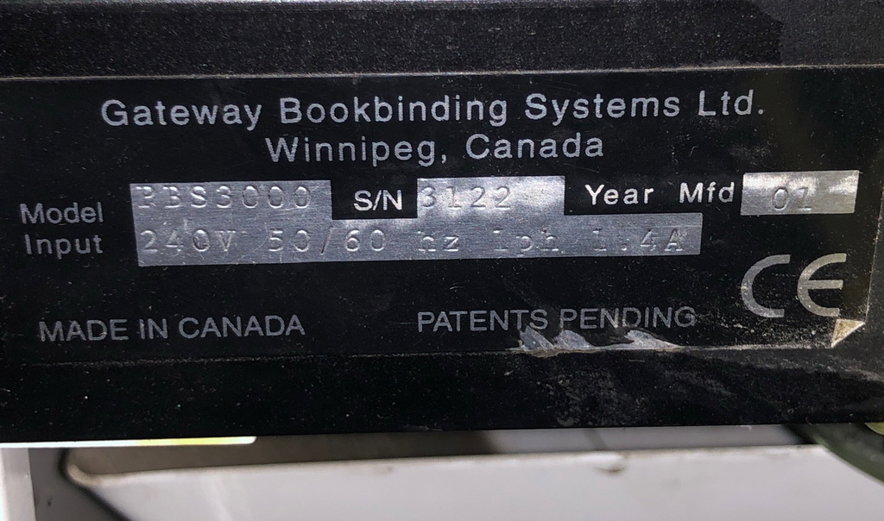 Gateway Bookbinding Systems Ltd.
Winnipeg, Canada
Model PBS3000 S/N 3122 Year Mfd 01
Input 240V 50/60 hz 1ph 1.4A
CE
MADE IN CANADA PATENTS PENDING